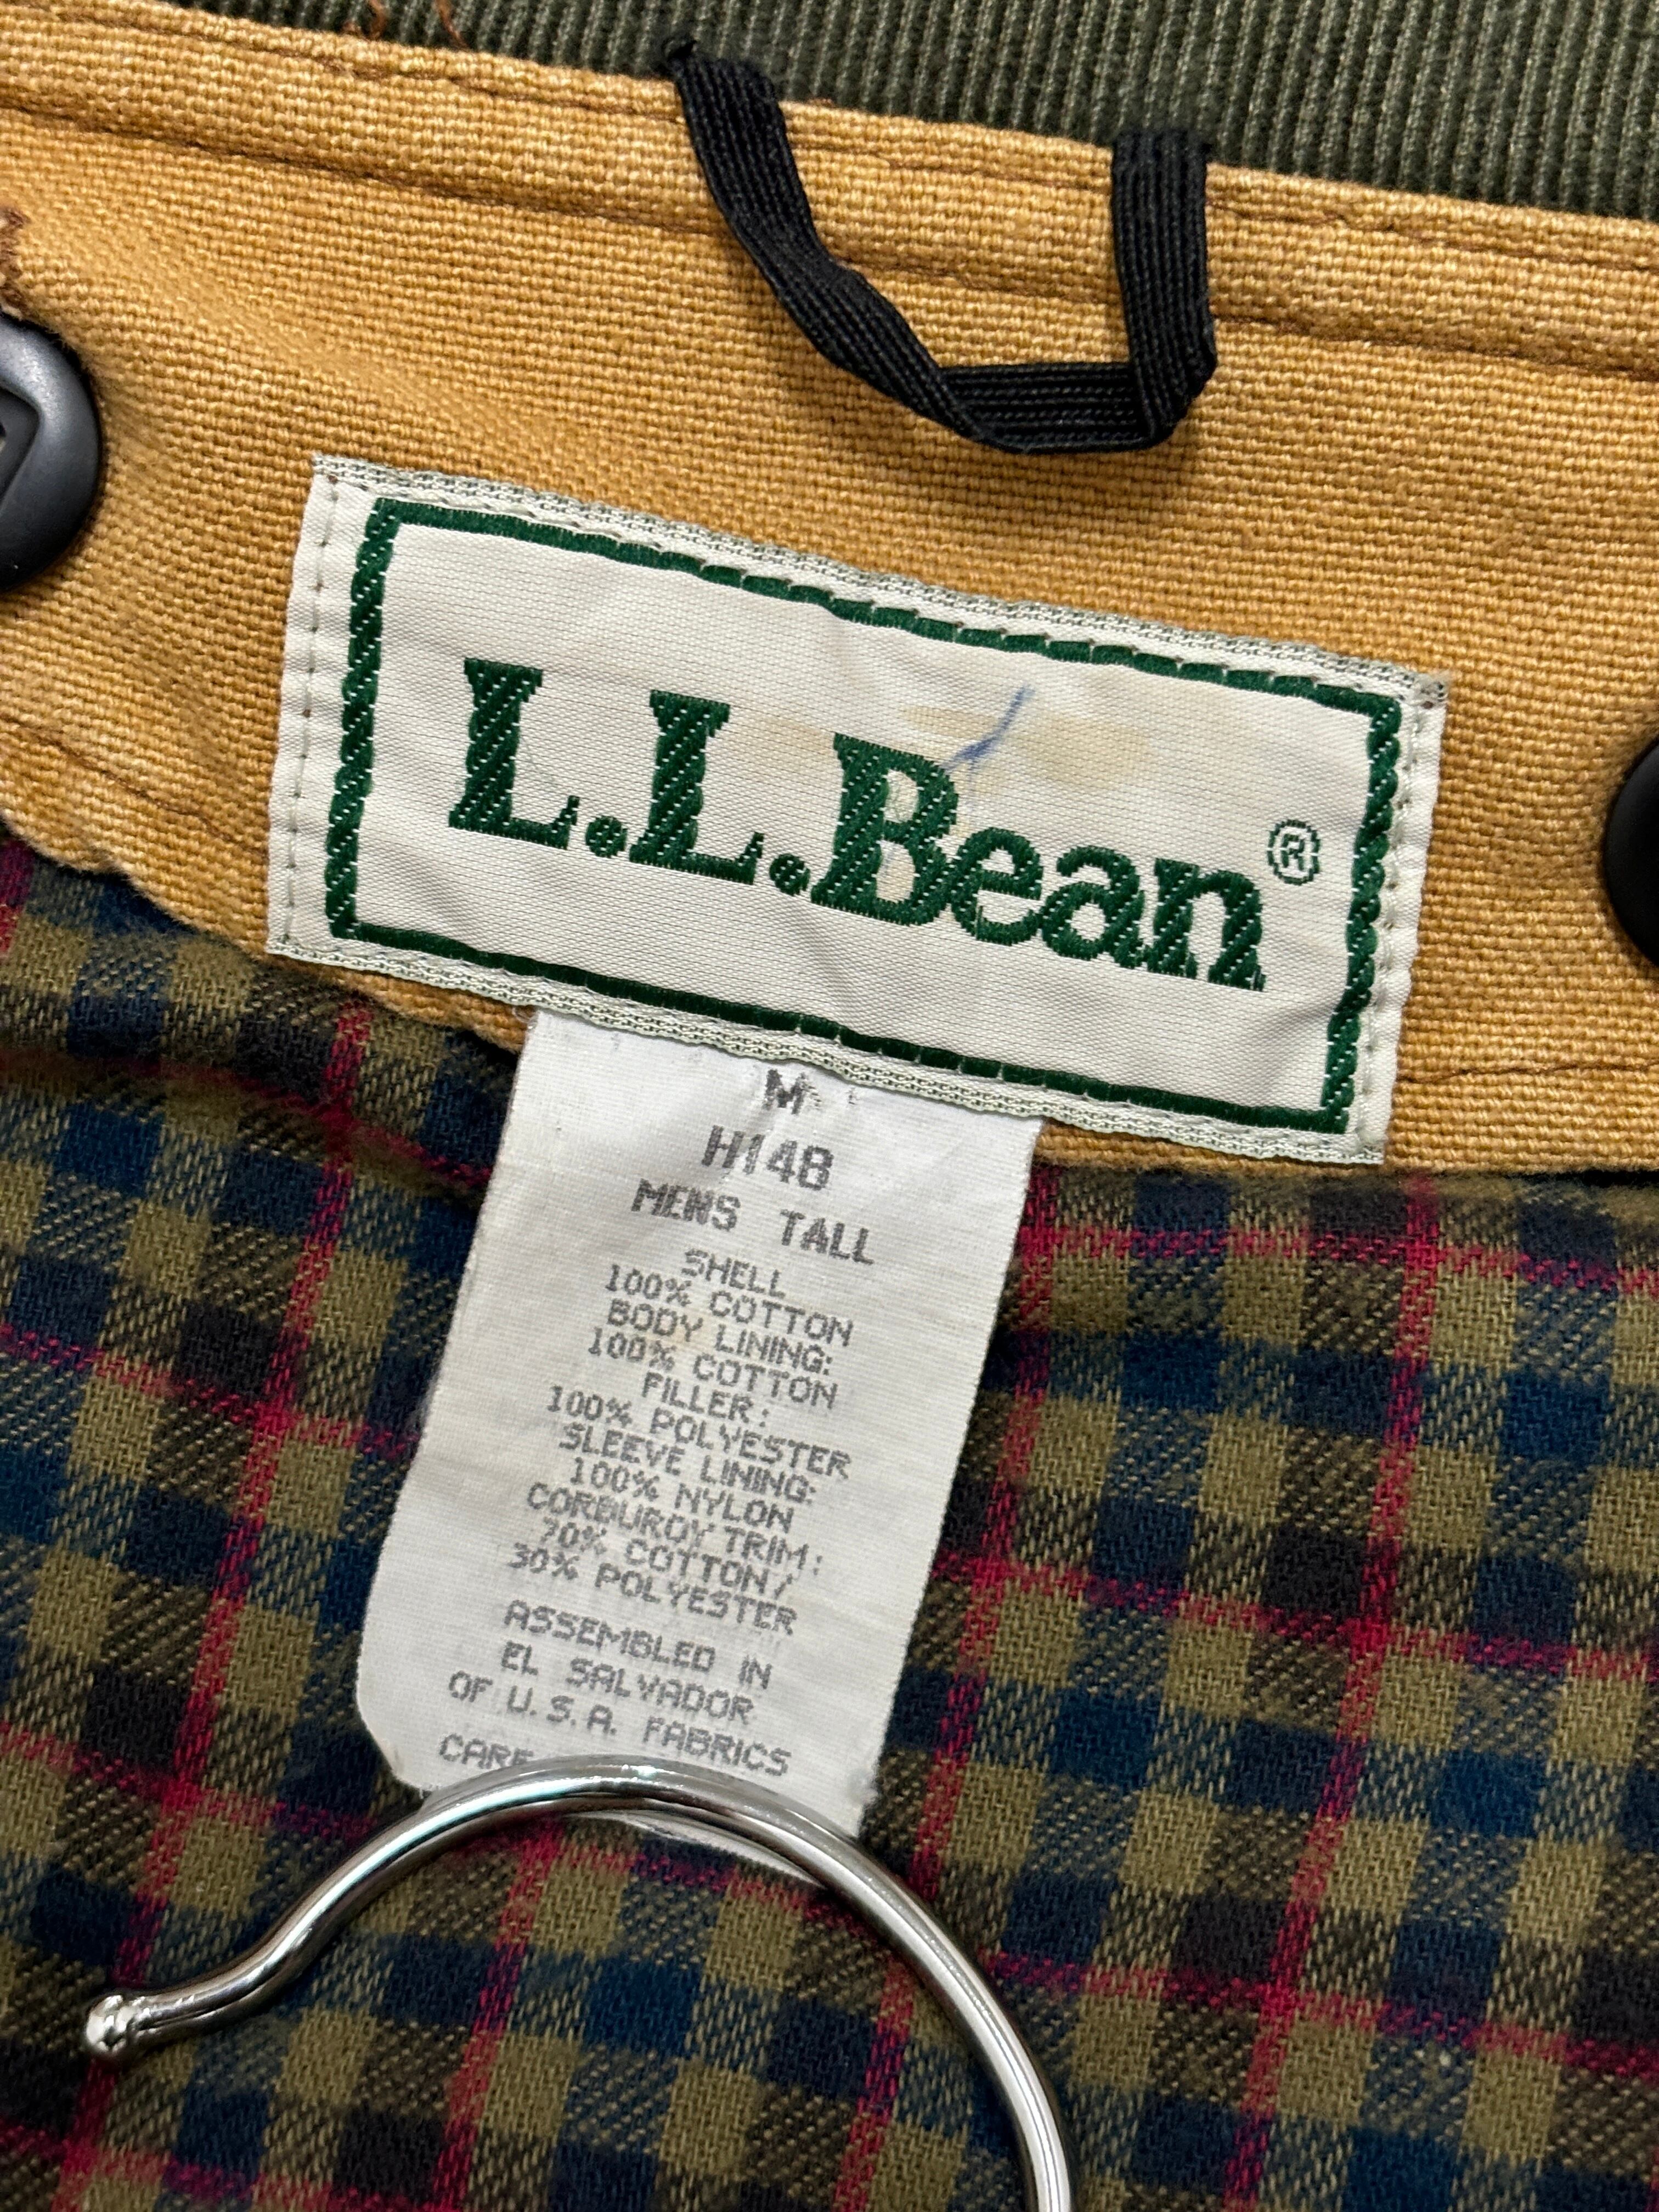 L.L.Bean®
M
H148
MENS TALL
SHELL
100% COTTON
BODY LINING:
100% COTTON
FILLER:
100% POLYESTER
SLEEVE LINING:
100% NYLON
CORDUROY TRIM:
70% COTTON/
30% POLYESTER
ASSEMBLED IN
EL SALVADOR
OF U.S.A. FABRICS
CARE